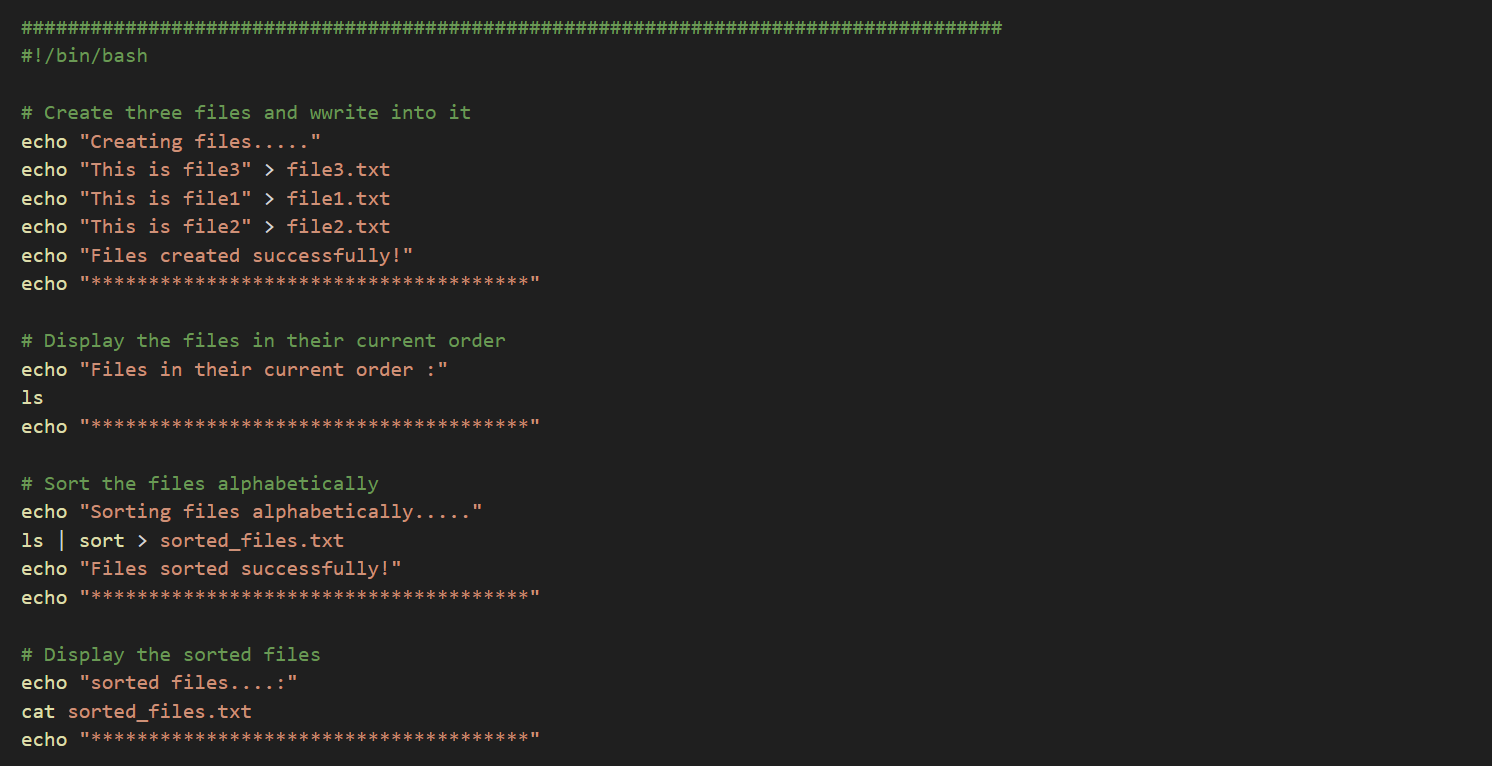 #####################################################################################
#!/bin/bash
# Create three files and wwrite into it
echo "Creating files....."
echo "This is file3" > file3.txt
echo "This is file1" > file1.txt
echo "This is file2" > file2.txt
echo "Files created successfully!"
echo "**************************************"
# Display the files in their current order
echo "Files in their current order :"
ls
echo "**************************************"
# Sort the files alphabetically
echo "Sorting files alphabetically....."
ls | sort > sorted_files.txt
echo "Files sorted successfully!"
echo "**************************************"
# Display the sorted files
echo "sorted files....:"
cat sorted_files.txt
echo "**************************************"